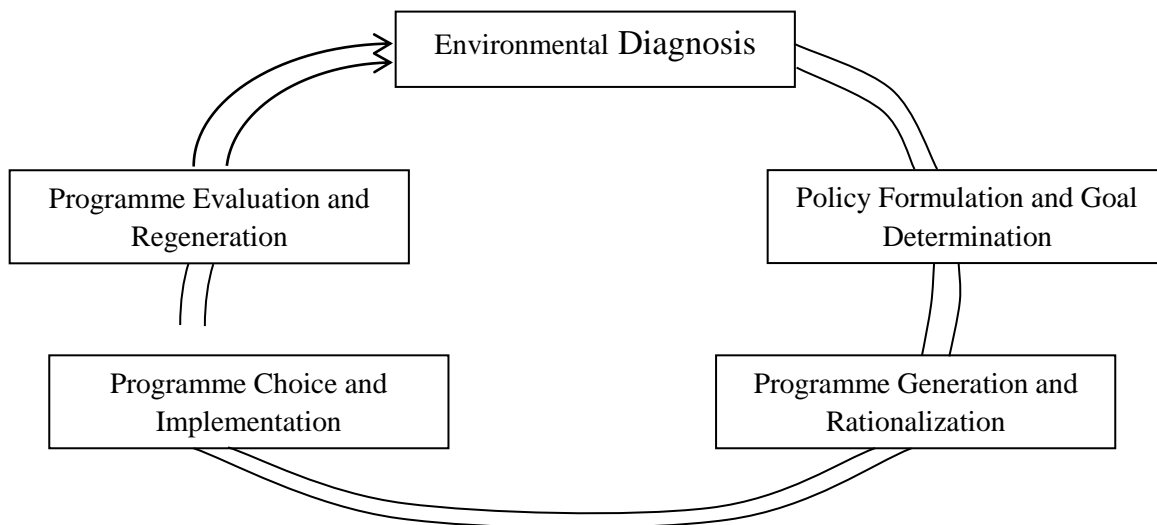 Environmental Diagnosis
Policy Formulation and Goal
Determination
Programme Generation and
Rationalization
Programme Choice and
Implementation
Programme Evaluation and
Regeneration